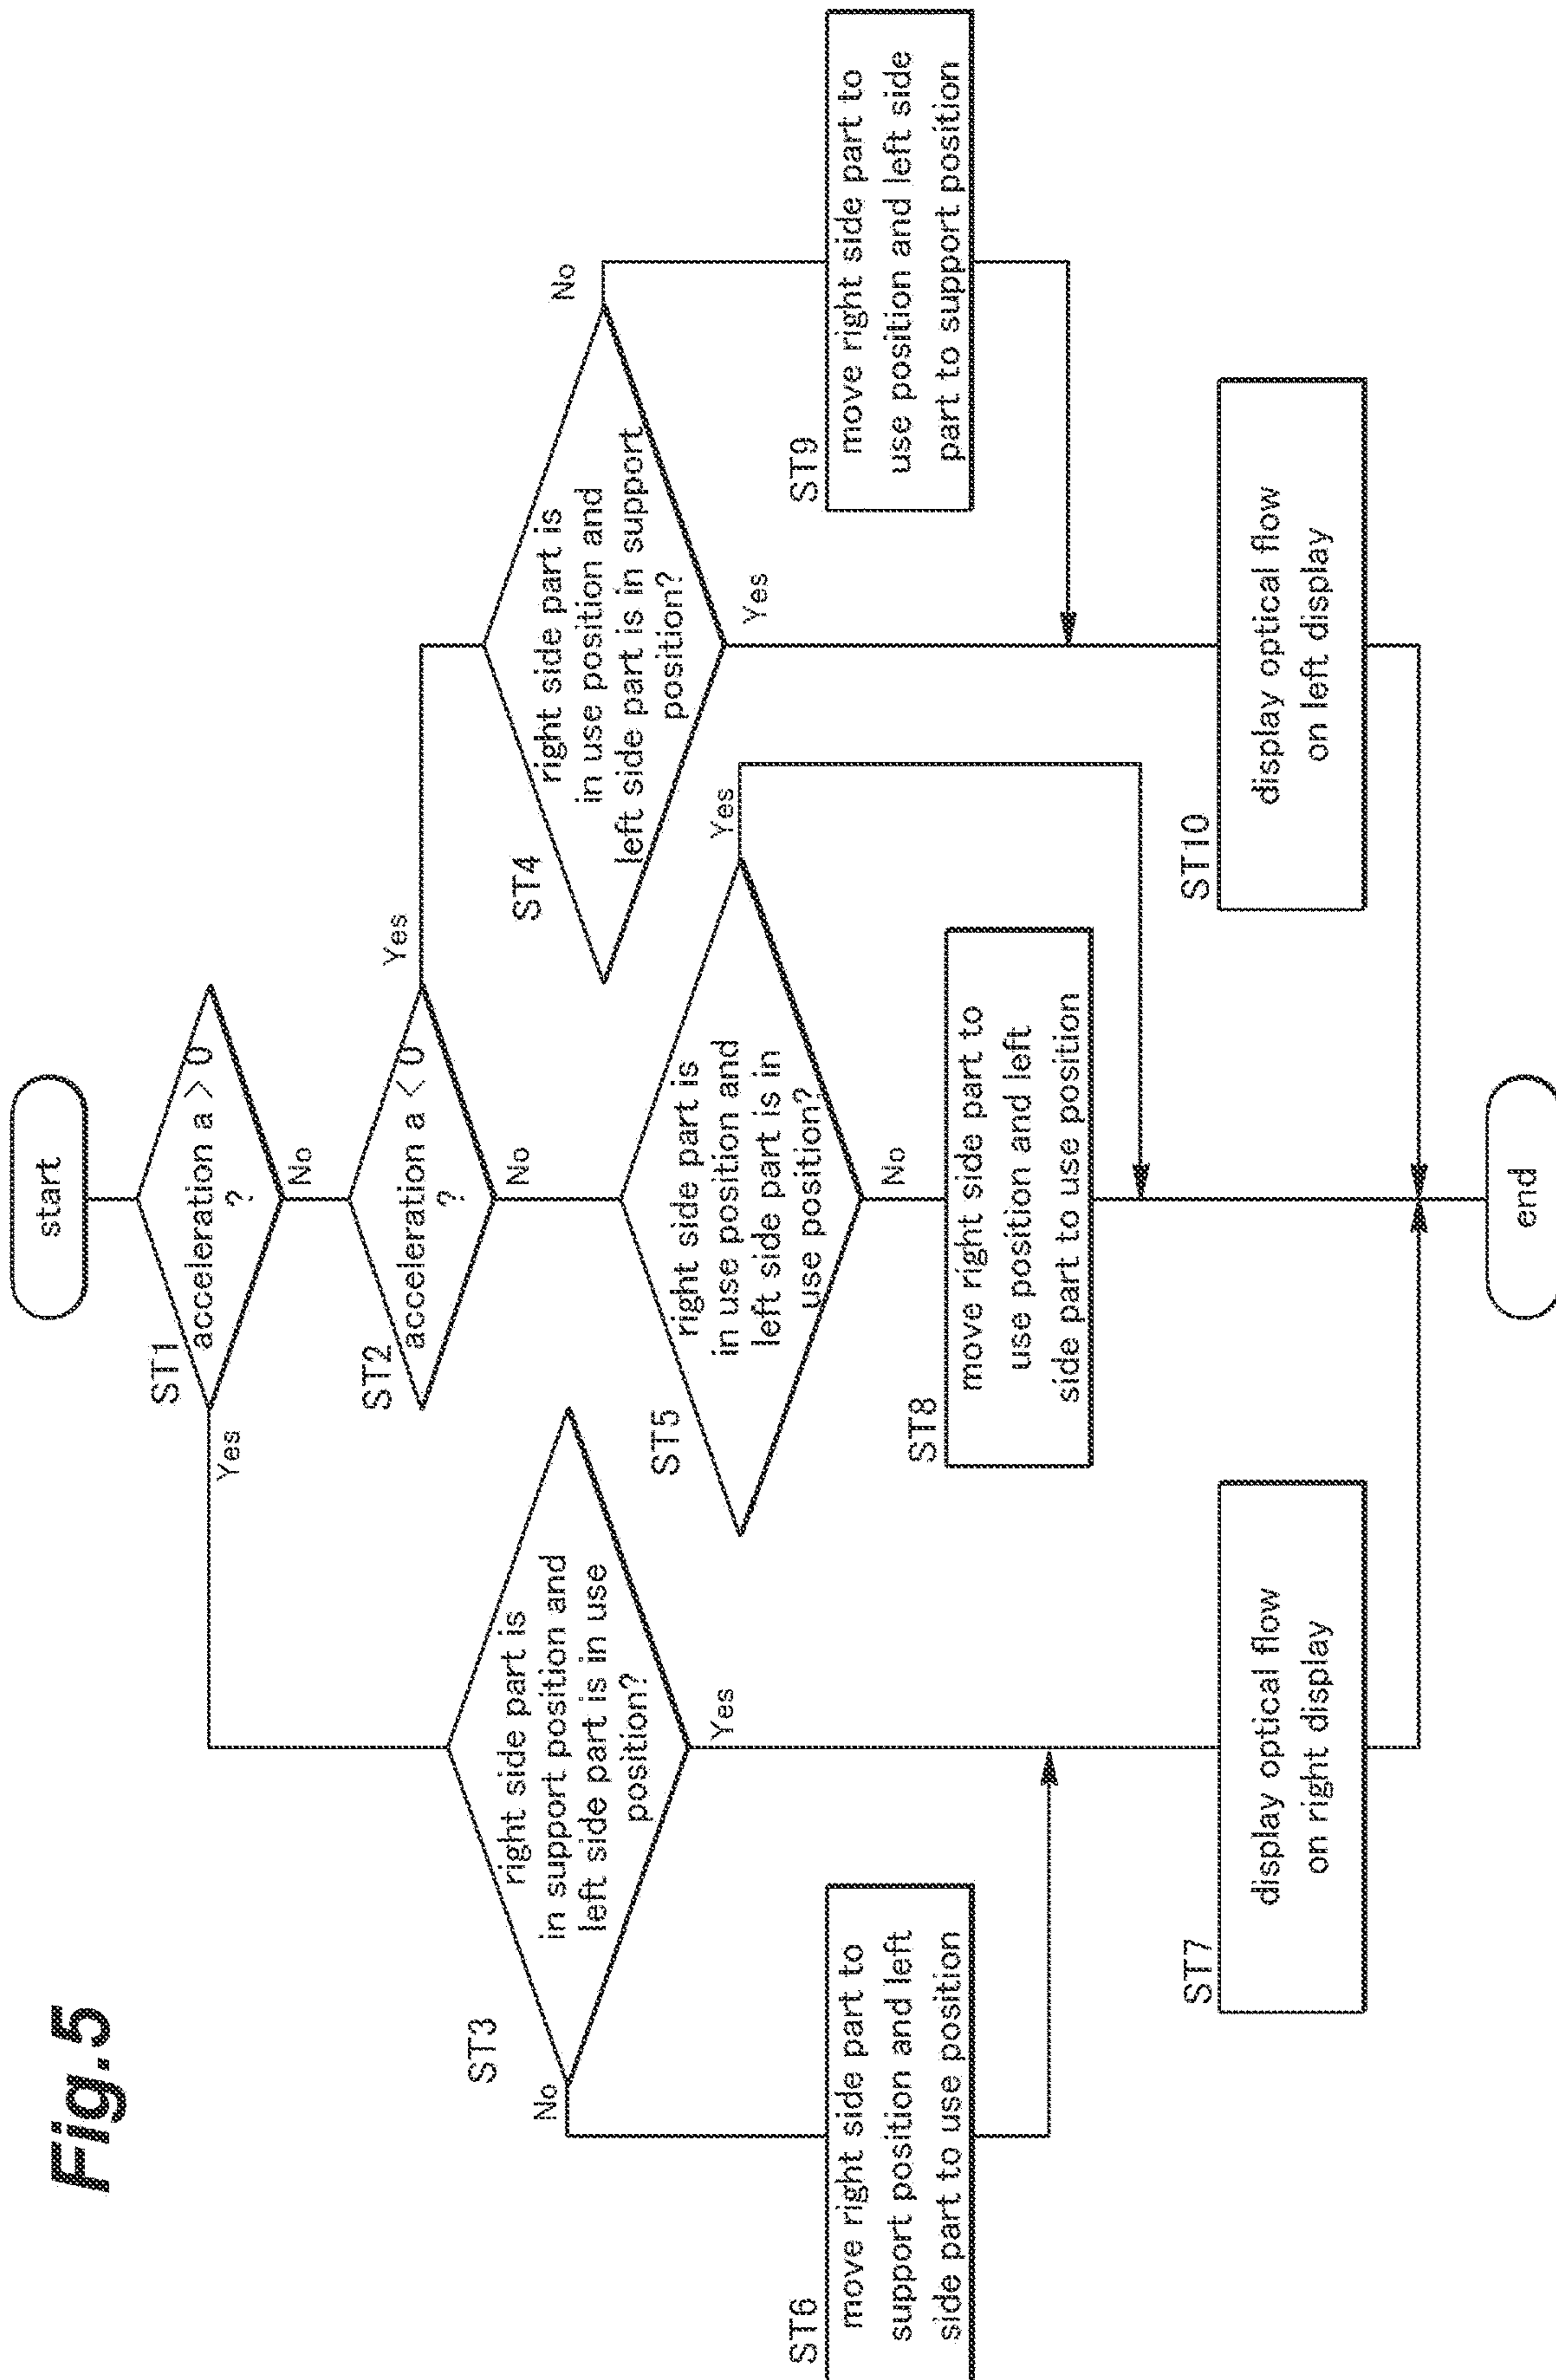 Fig.5
start
ST1
acceleration a > 0
?
Yes
No
ST2
acceleration a < 0
?
Yes
No
ST3
right side part is
in support position and
left side part is in use
position?
No
Yes
ST5
right side part is
in use position and
left side part is in
use position?
Yes
No
ST4
right side part is
in use position and
left side part is in support
position?
No
Yes
ST6
move right side part to
support position and left
side part to use position
ST8
move right side part to
use position and left
side part to use position
ST9
move right side part to
use position and left side
part to support position
ST7
display optical flow
on right display
ST10
display optical flow
on left display
end